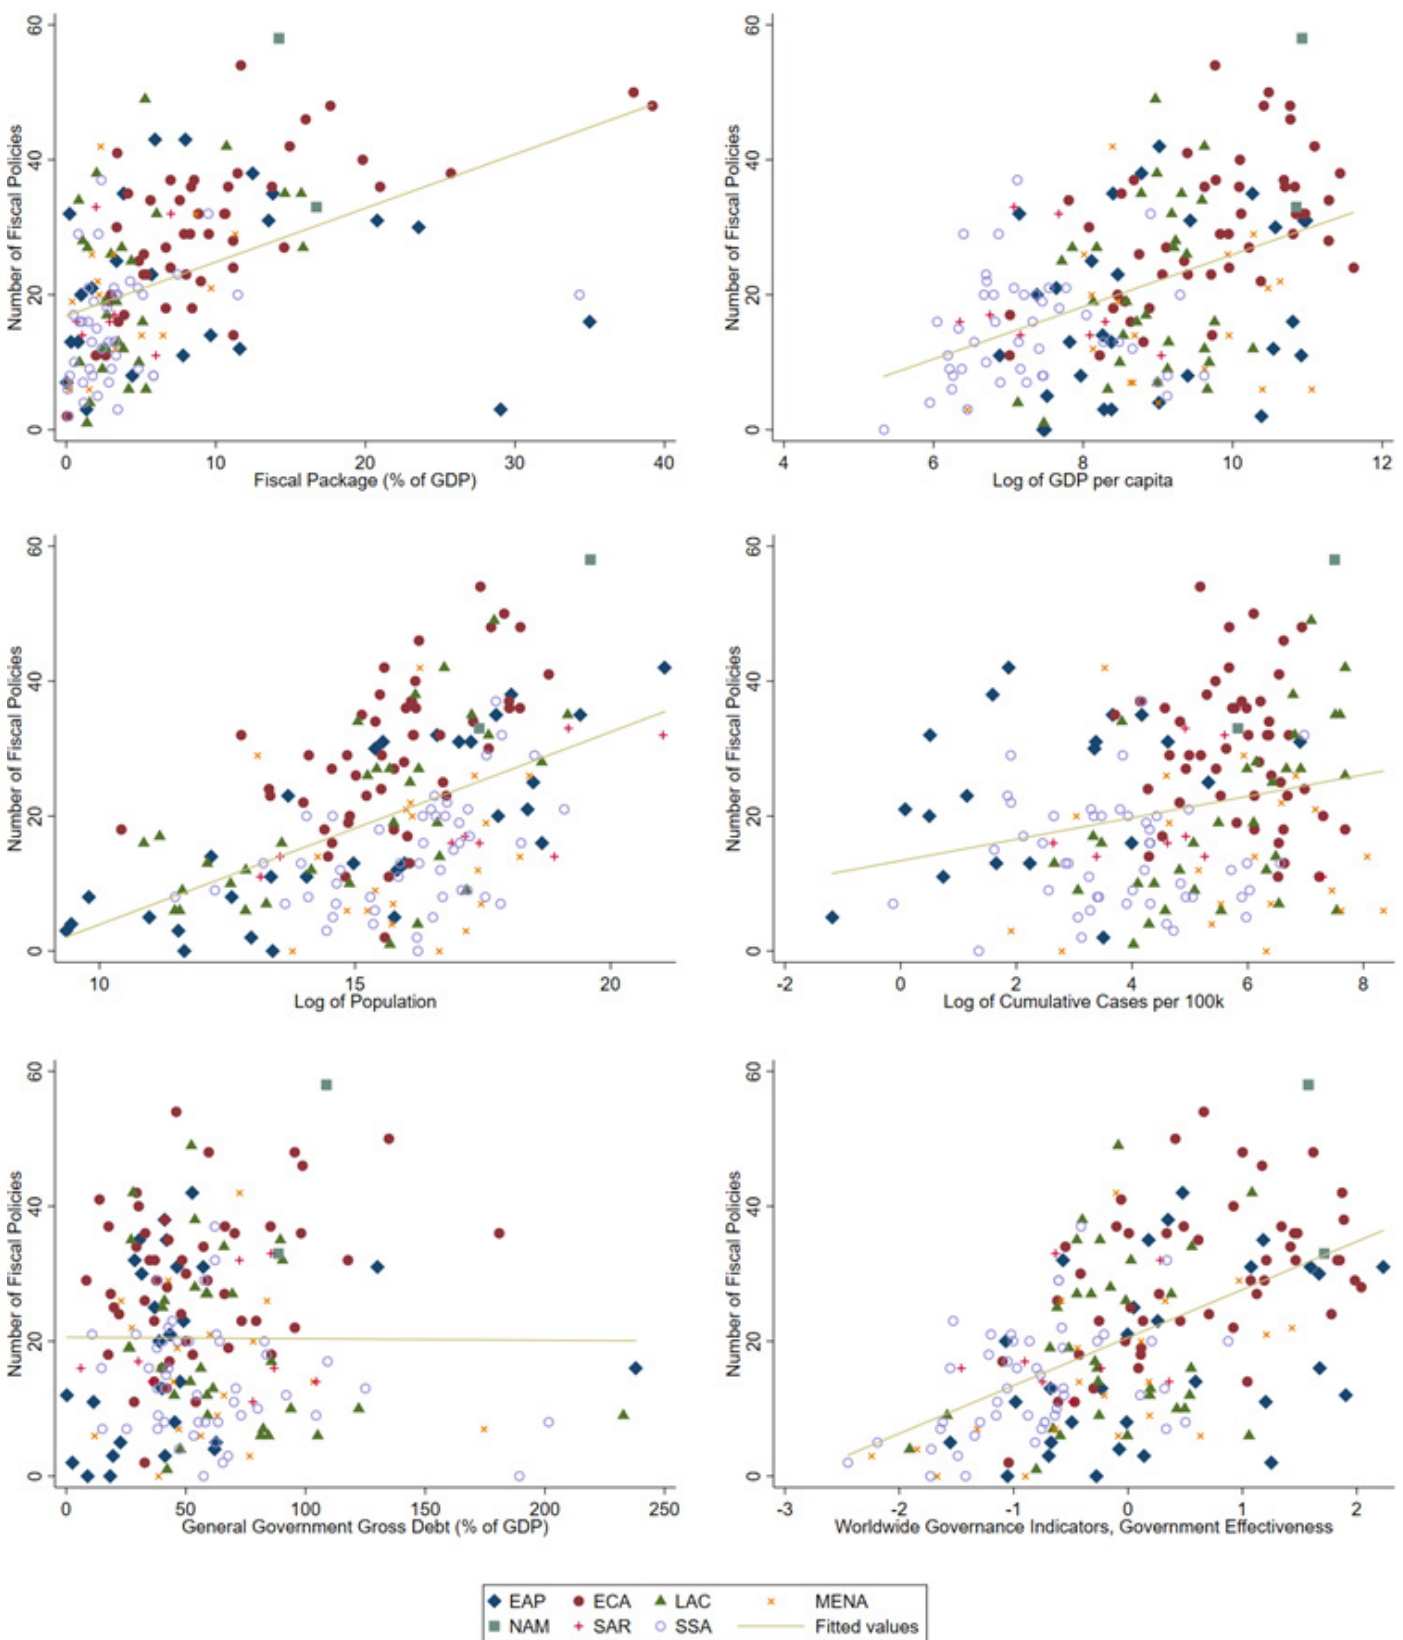 Number of Fiscal Policies
60
40
20
0
0 10 20 30 40
Fiscal Package (% of GDP)
Number of Fiscal Policies
60
40
20
0
4 6 8 10 12
Log of GDP per capita
Number of Fiscal Policies
60
40
20
0
10 15 20
Log of Population
Number of Fiscal Policies
60
40
20
0
-2 0 2 4 6 8
Log of Cumulative Cases per 100k
Number of Fiscal Policies
60
40
20
0
0 50 100 150 200 250
General Government Gross Debt (% of GDP)
Number of Fiscal Policies
60
40
20
0
-3 -2 -1 0 1 2
Worldwide Governance Indicators, Government Effectiveness
EAP ECA LAC MENA
NAM SAR SSA Fitted values